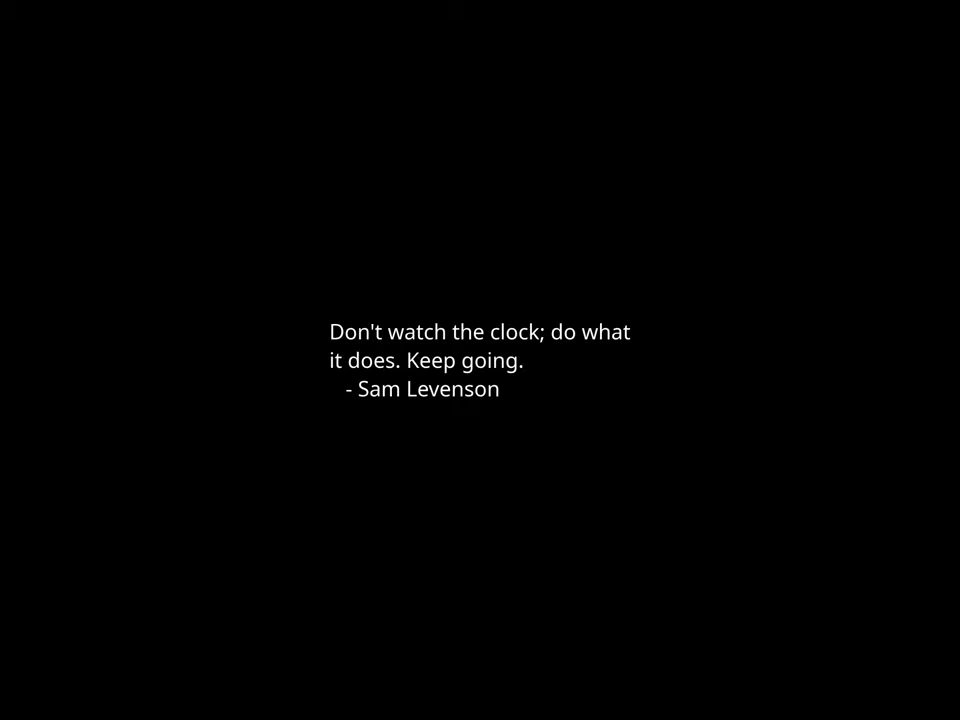 Don't watch the clock; do what
it does. Keep going.
- Sam Levenson